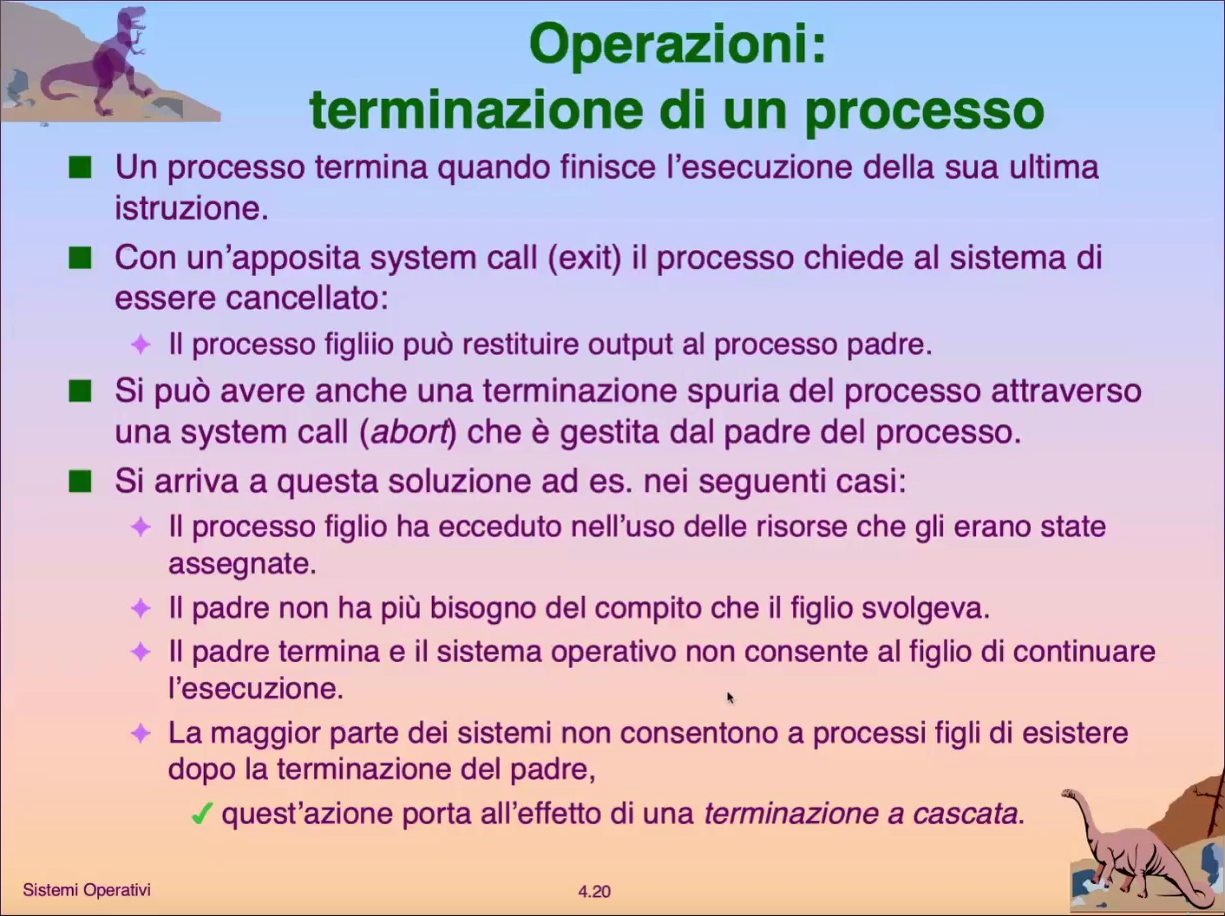 Operazioni:
terminazione di un processo
Un processo termina quando finisce l'esecuzione della sua ultima
istruzione.
Con un'apposita system call (exit) il processo chiede al sistema di
essere cancellato:
Il processo figliio può restituire output al processo padre.
Si può avere anche una terminazione spuria del processo attraverso
una system call (abort) che è gestita dal padre del processo.
Si arriva a questa soluzione ad es. nei seguenti casi:
Il processo figlio ha ecceduto nell'uso delle risorse che gli erano state
assegnate.
Il padre non ha più bisogno del compito che il figlio svolgeva.
Il padre termina e il sistema operativo non consente al figlio di continuare
l'esecuzione.
La maggior parte dei sistemi non consentono a processi figli di esistere
dopo la terminazione del padre,
quest'azione porta all'effetto di una terminazione a cascata.
Sistemi Operativi
4.20